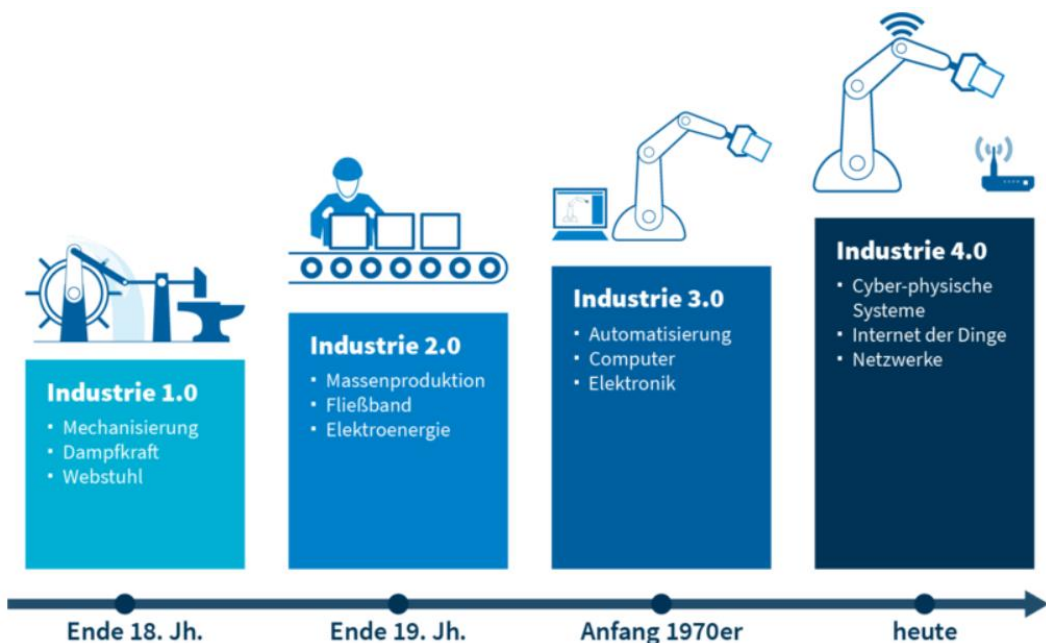 Industrie 1.0
• Mechanisierung
• Dampfkraft
• Webstuhl
Industrie 2.0
• Massenproduktion
• Fließband
• Elektroenergie
Industrie 3.0
• Automatisierung
• Computer
• Elektronik
Industrie 4.0
• Cyber-physische
Systeme
• Internet der Dinge
• Netzwerke
Ende 18. Jh.
Ende 19. Jh.
Anfang 1970er
heute